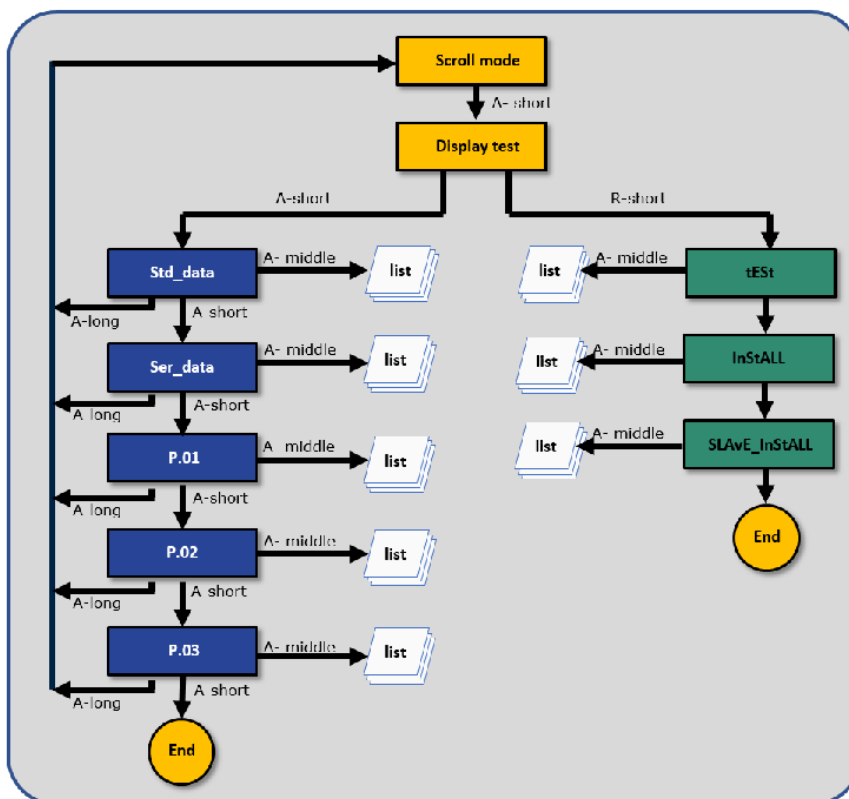 Scroll mode
A- short
Display test
A-short
R-short
Std_data
A- middle
list
list
A- middle
tESt
A-long
A short
Ser_data
A- middle
list
llst
A- middle
InStALL
A long
A-short
P.01
A middle
list
llst
A- middle
SLAvE_InStALL
A long
A-short
P.02
A- middle
list
End
A-long
A short
P.03
A- middle
list
A-long
A short
End